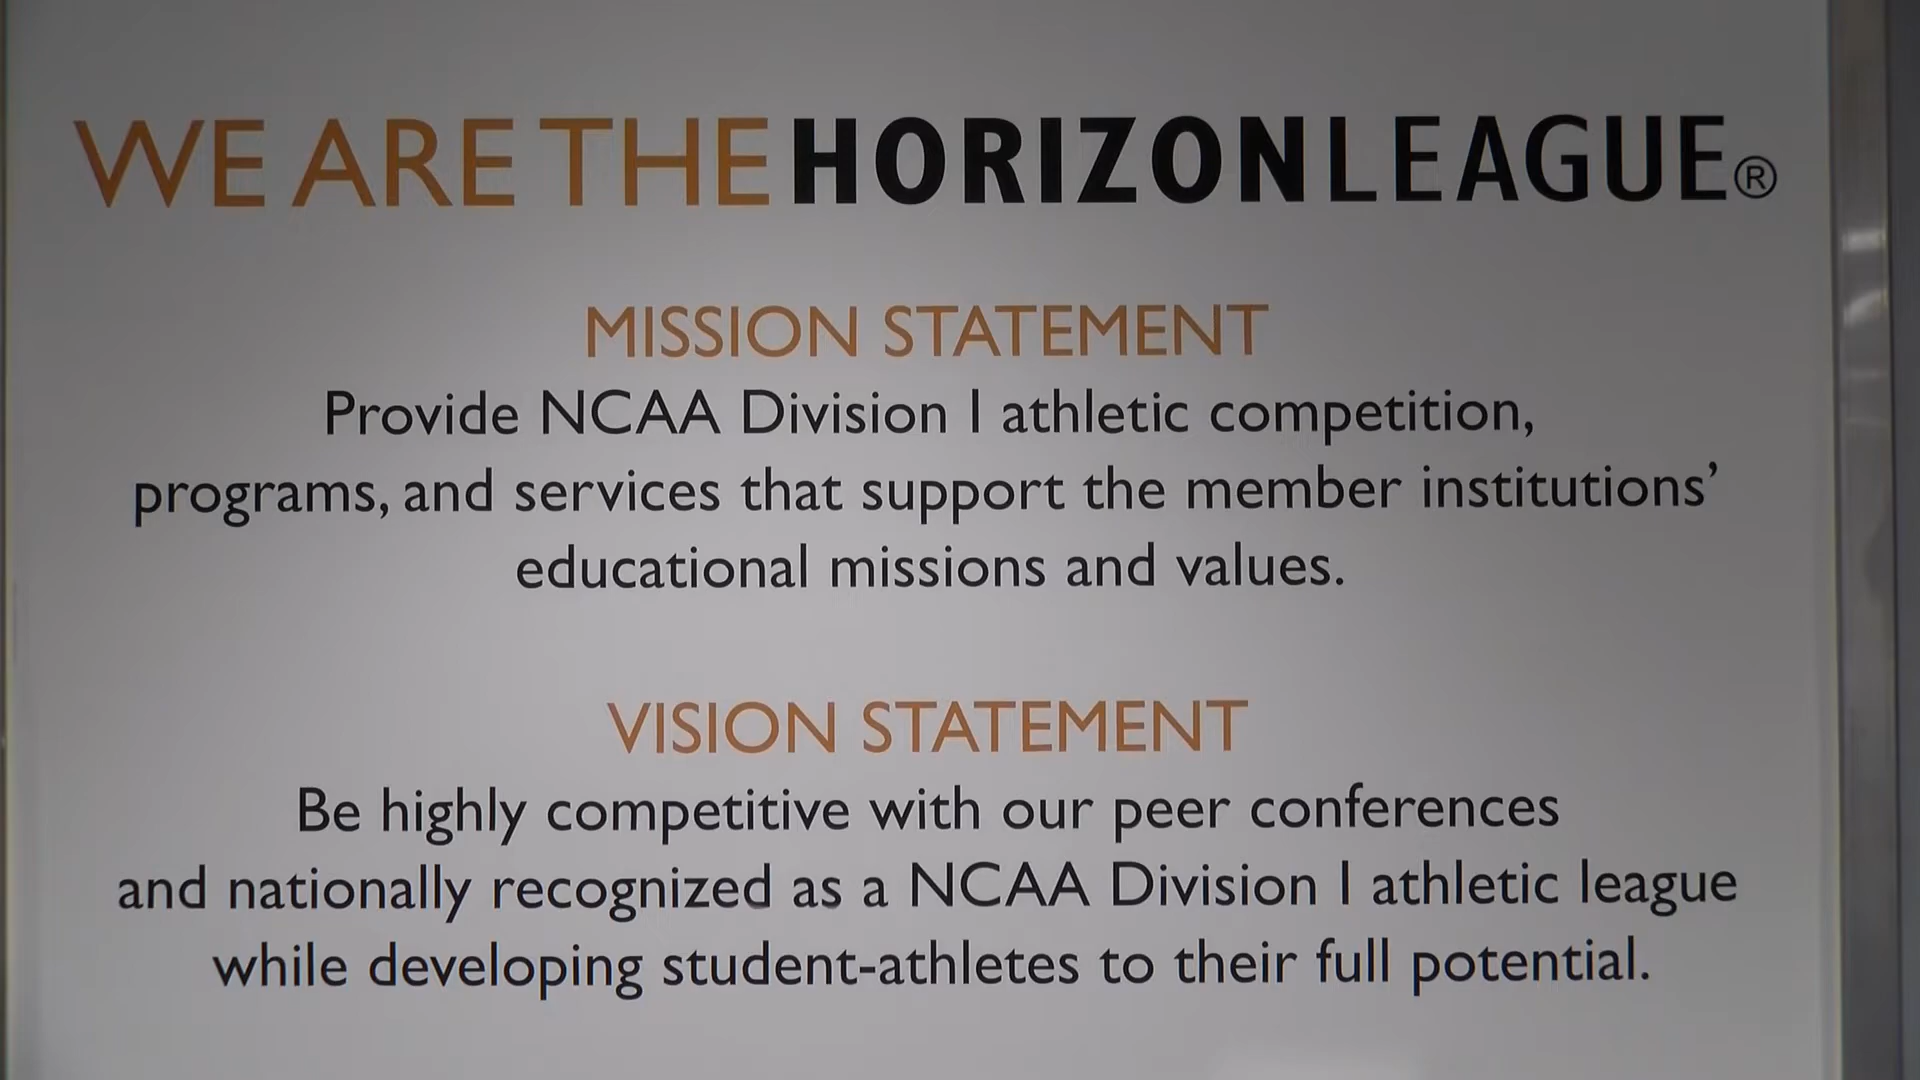 WE ARE THE HORIZON LEAGUE®
MISSION STATEMENT
Provide NCAA Division I athletic competition,
programs, and services that support the member institutions’
educational missions and values.
VISION STATEMENT
Be highly competitive with our peer conferences
and nationally recognized as a NCAA Division I athletic league
while developing student-athletes to their full potential.